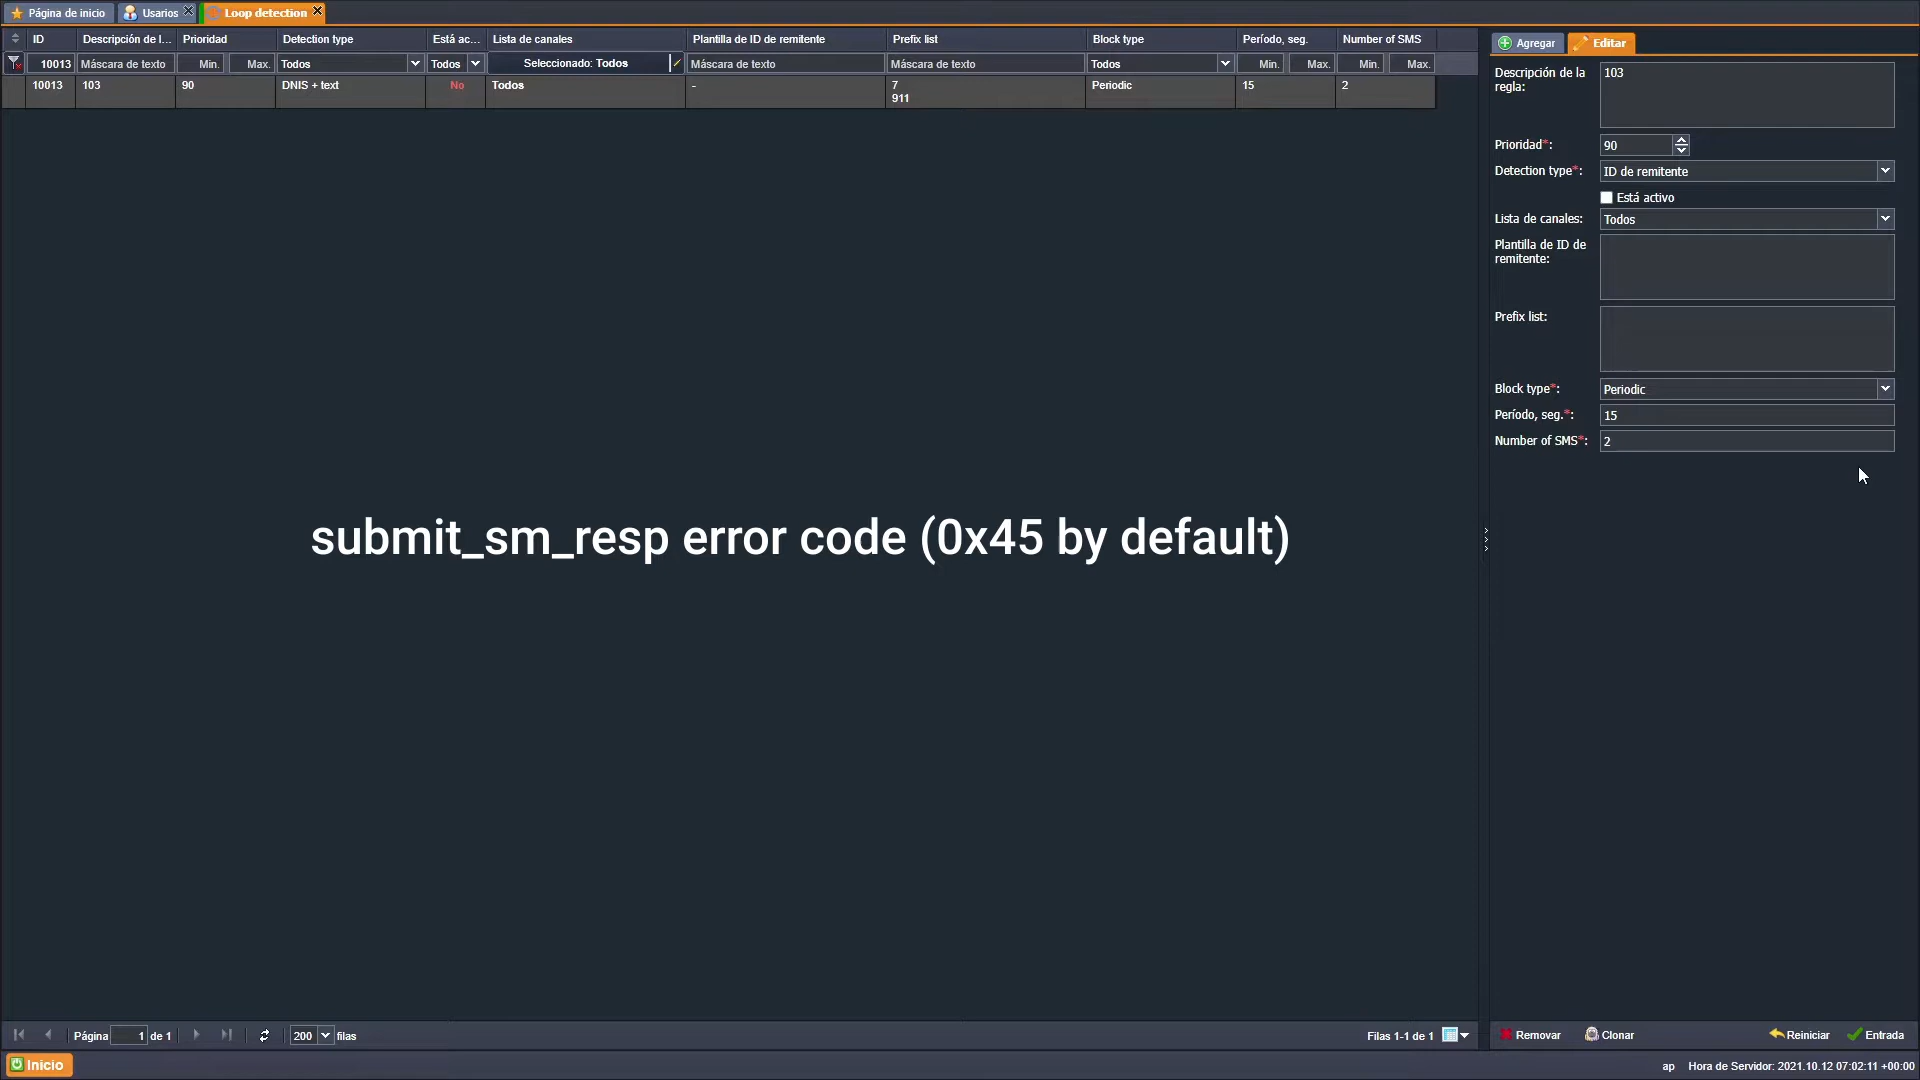 Página de inicio
Usarios
Loop detection
ID
Descripción de l...
Prioridad
Detection type
Está ac...
Lista de canales
Plantilla de ID de remitente
Prefix list
Block type
Período, seg.
Number of SMS
10013
Máscara de texto
Min.
Max.
Todos
Todos
Seleccionado: Todos
Máscara de texto
Máscara de texto
Todos
Min.
Max.
Min.
Max.
10013
103
90
DNIS + text
No
Todos
-
7
911
Periodic
15
2
submit_sm_resp error code (0x45 by default)
Agregar
Editar
Descripción de la
regla:
103
Prioridad*:
90
Detection type*:
ID de remitente
Está activo
Lista de canales:
Todos
Plantilla de ID de
remitente:
Prefix list:
Block type*:
Periodic
Período, seg.*:
15
Number of SMS*:
2
Página 1 de 1
200 filas
Filas 1-1 de 1
Removar
Clonar
Reiniciar
Entrada
Inicio
ap
Hora de Servidor: 2021.10.12 07:02:11 +00:00